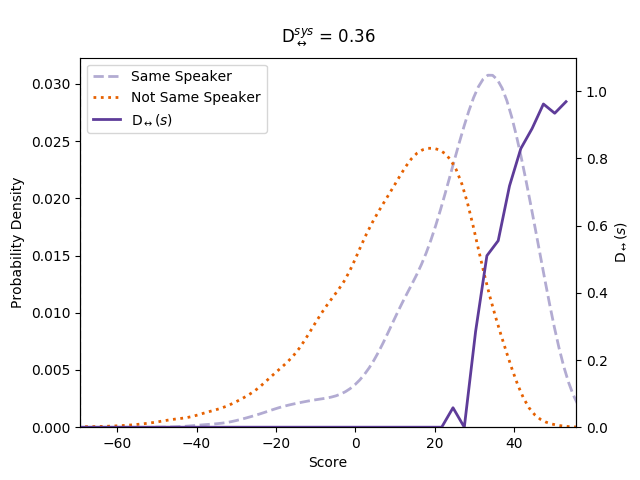 D↔^sys = 0.36
Same Speaker
Not Same Speaker
D↔(s)
Probability Density
0.030
0.025
0.020
0.015
0.010
0.005
0.000
1.0
0.8
0.6
0.4
0.2
0.0
D↔(s)
−60 −40 −20 0 20 40
Score